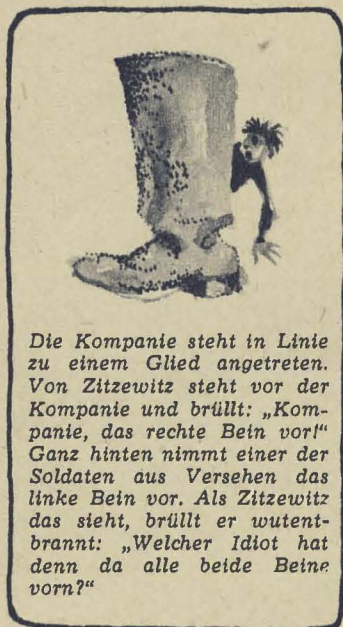 Die Kompanie steht in Linie
zu einem Glied angetreten.
Von Zitzewitz steht vor der
Kompanie und brüllt: „Kom-
panie, das rechte Bein vor!“
Ganz hinten nimmt einer der
Soldaten aus Versehen das
linke Bein vor. Als Zitzewitz
das sieht, brüllt er wutent-
brannt: „Welcher Idiot hat
denn da alle beide Beine
vorn?“